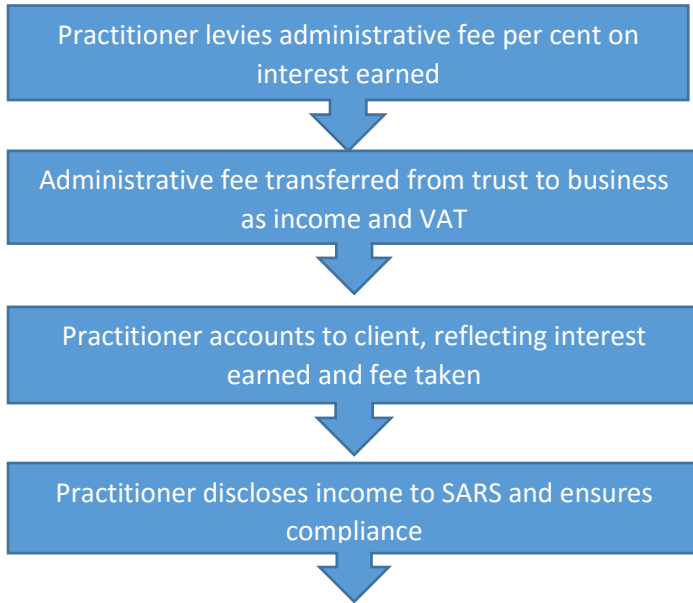 Practitioner levies administrative fee per cent on
interest earned
Administrative fee transferred from trust to business
as income and VAT
Practitioner accounts to client, reflecting interest
earned and fee taken
Practitioner discloses income to SARS and ensures
compliance